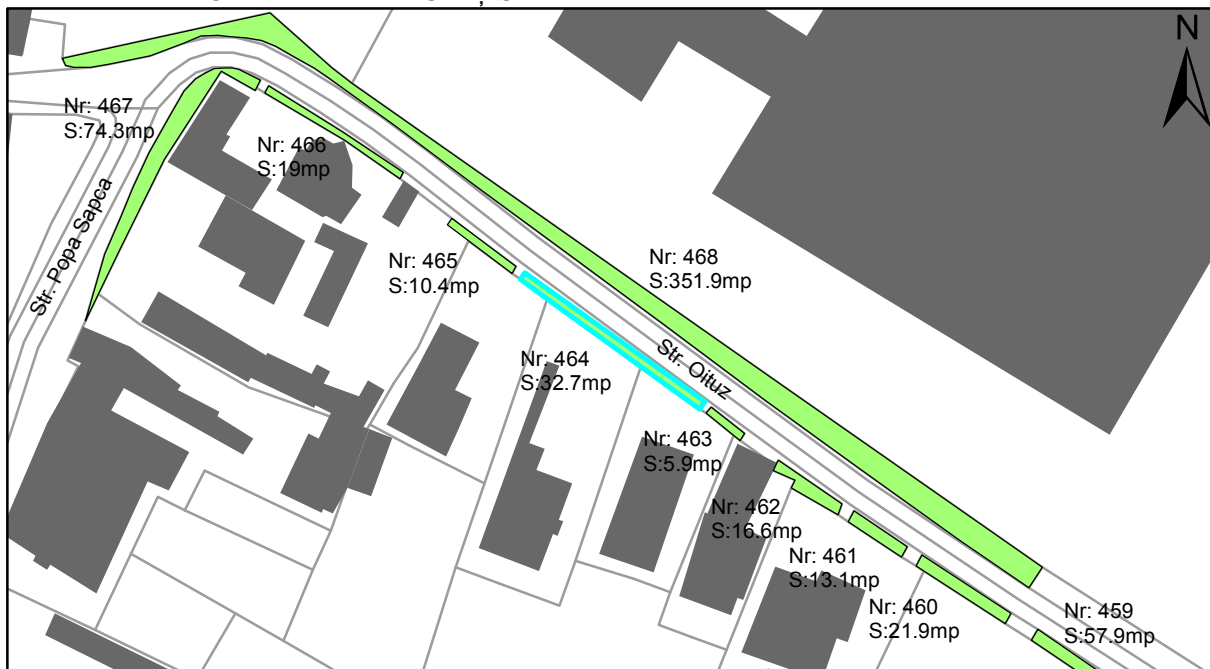 N
Nr: 467
S:74.3mp
Nr: 466
S:19mp
Str. Popa Sapca
Nr: 465
S:10.4mp
Nr: 468
S:351.9mp
Nr: 464
S:32.7mp
Str. Oituz
Nr: 463
S:5.9mp
Nr: 462
S:16.6mp
Nr: 461
S:13.1mp
Nr: 460
S:21.9mp
Nr: 459
S:57.9mp